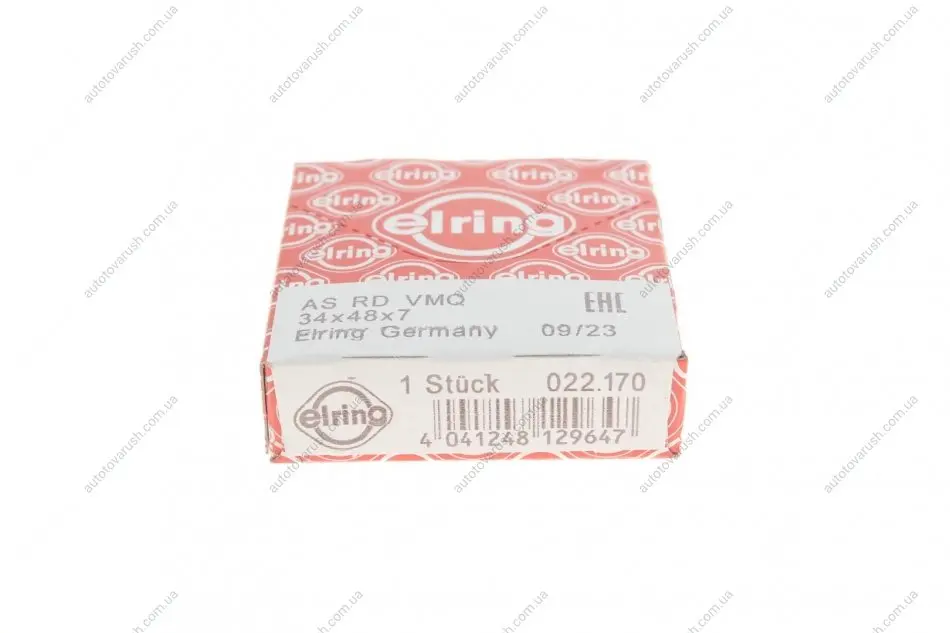 elring
AS RD VMQ EAC
34x48x7
Elring Germany 09/23
elring
1 Stück 022.170
4 041248 129647
autotovarush.com.ua